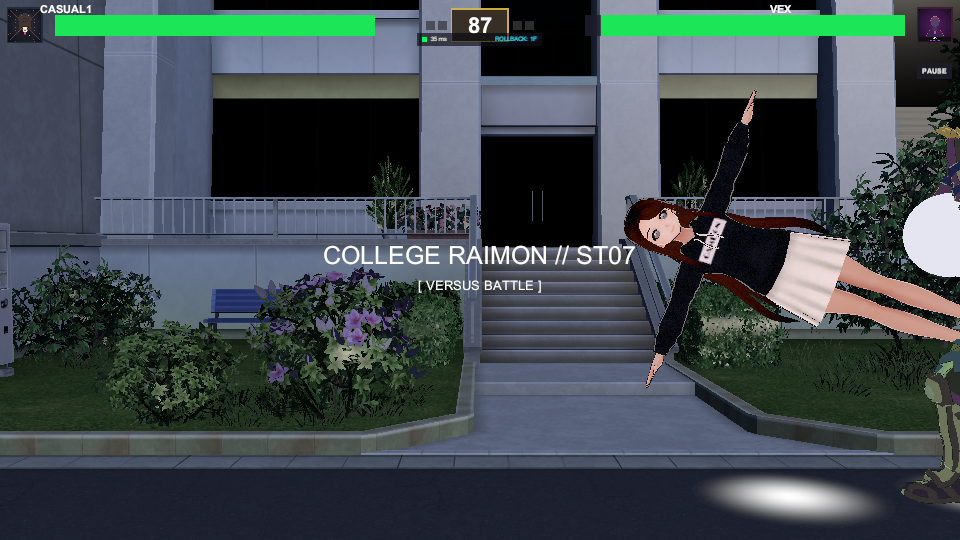 CASUAL1
87
VEX
35 ms
ROLLBACK: 1F
PAUSE
COLLEGE RAIMON // ST07
[ VERSUS BATTLE ]